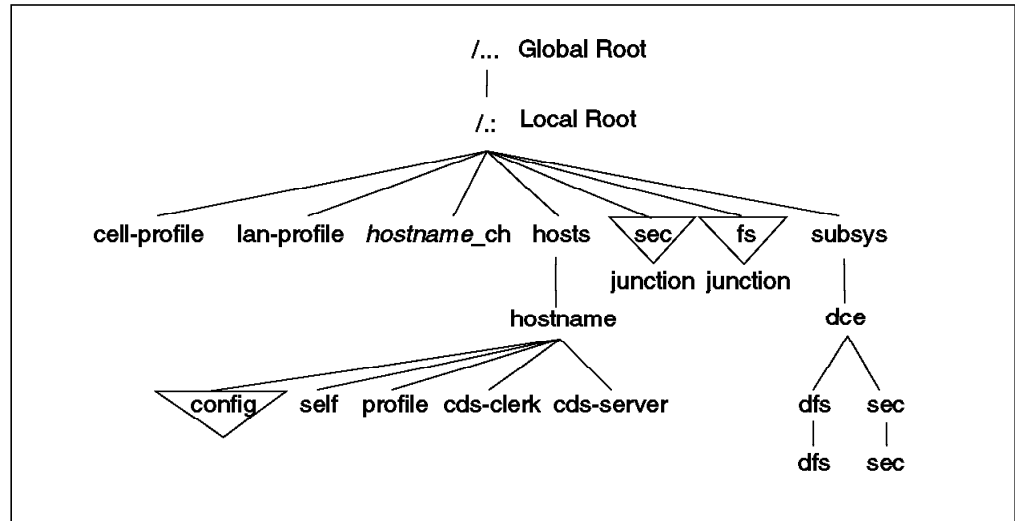 /... Global Root
/.: Local Root
cell-profile lan-profile hostname_ch hosts sec fs subsys
junction junction
hostname dce
config self profile cds-clerk cds-server dfs sec
dfs sec